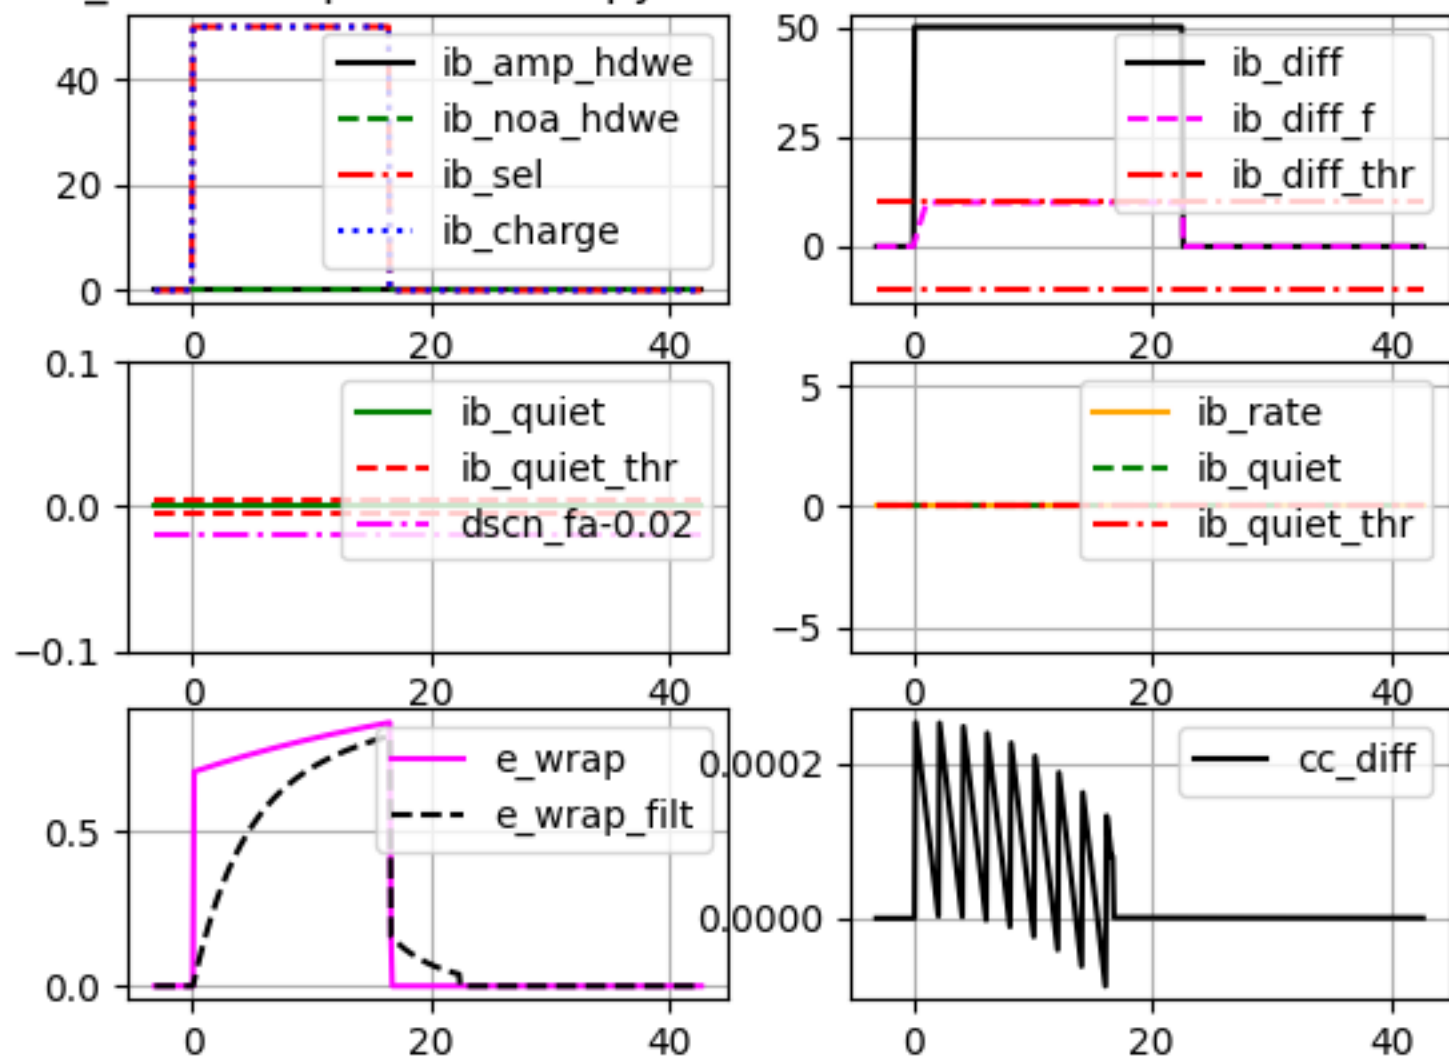 40
20
0
ib_amp_hdwe
ib_noa_hdwe
ib_sel
ib_charge
0 20 40
50
25
0
ib_diff
ib_diff_f
ib_diff_thr
0 20 40
0.1
0.0
−0.1
ib_quiet
ib_quiet_thr
dscn_fa-0.02
0 20 40
5
0
−5
ib_rate
ib_quiet
ib_quiet_thr
0 20 40
0.5
0.0
e_wrap
e_wrap_filt
0 20 40
0.0002
0.0000
cc_diff
0 20 40